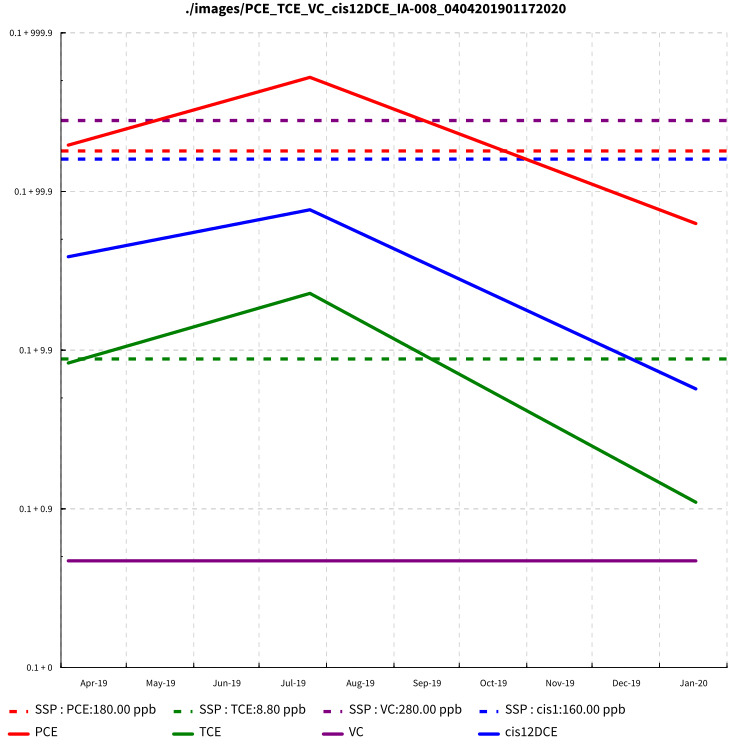 ./images/PCE_TCE_VC_cis12DCE_IA-008_0404201901172020
0.1+999.9
0.1+99.9
0.1+9.9
0.1+0.9
0.1+0
Apr-19 May-19 Jun-19 Jul-19 Aug-19 Sep-19 Oct-19 Nov-19 Dec-19 Jan-20
SSP : PCE:180.00 ppb SSP : TCE:8.80 ppb SSP : VC:280.00 ppb SSP : cis1:160.00 ppb
PCE TCE VC cis12DCE